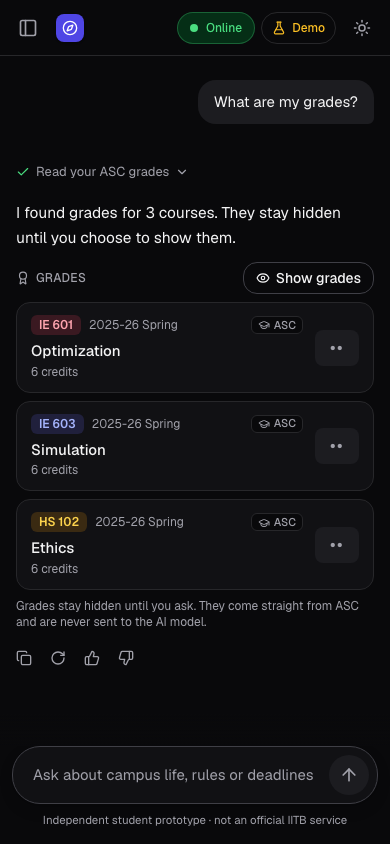 Online
Demo
What are my grades?
Read your ASC grades
I found grades for 3 courses. They stay hidden
until you choose to show them.
GRADES
Show grades
IE 601 2025-26 Spring ASC
Optimization
6 credits
IE 603 2025-26 Spring ASC
Simulation
6 credits
HS 102 2025-26 Spring ASC
Ethics
6 credits
Grades stay hidden until you ask. They come straight from ASC
and are never sent to the AI model.
Ask about campus life, rules or deadlines
Independent student prototype · not an official IITB service